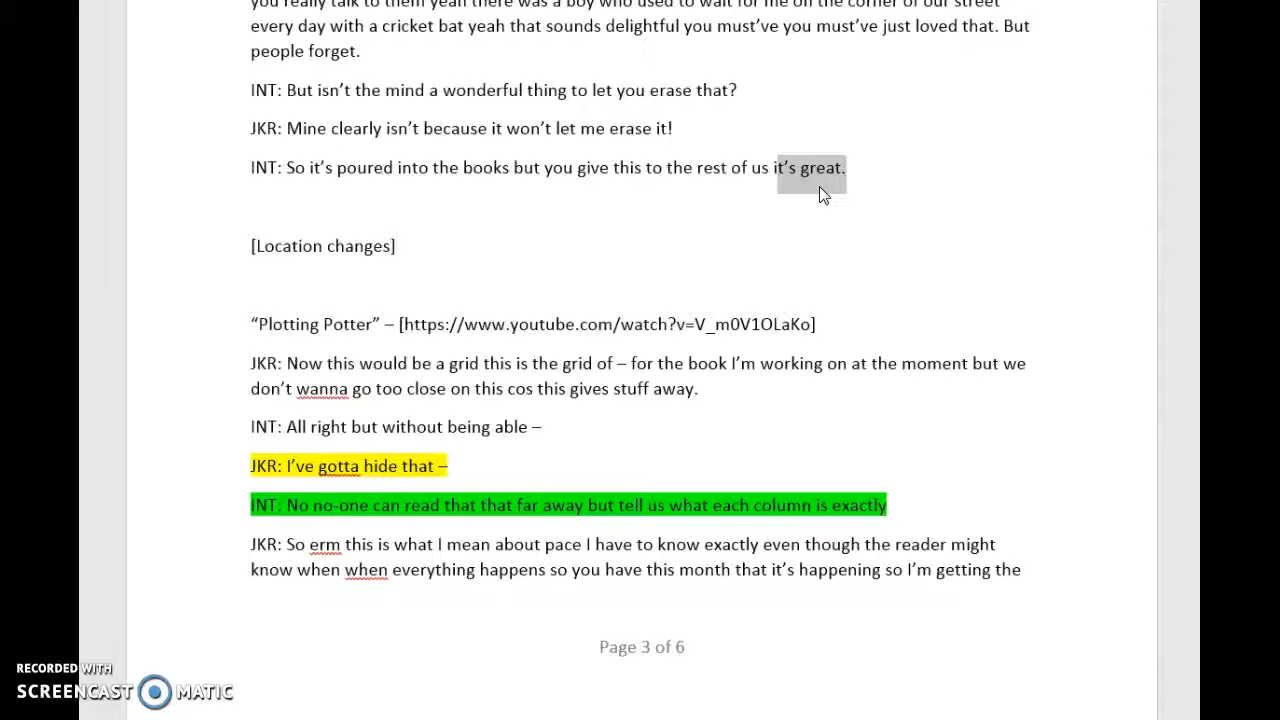 you really talk to them yeah there was a boy who used to wait for me on the corner of our street
every day with a cricket bat yeah that sounds delightful you must’ve you must’ve just loved that. But
people forget.
INT: But isn’t the mind a wonderful thing to let you erase that?
JKR: Mine clearly isn’t because it won’t let me erase it!
INT: So it’s poured into the books but you give this to the rest of us it’s great.
[Location changes]
“Plotting Potter” – [https://www.youtube.com/watch?v=V_m0V1OLaKo]
JKR: Now this would be a grid this is the grid of – for the book I’m working on at the moment but we
don’t wanna go too close on this cos this gives stuff away.
INT: All right but without being able –
JKR: I’ve gotta hide that –
INT: No no-one can read that that far away but tell us what each column is exactly
JKR: So erm this is what I mean about pace I have to know exactly even though the reader might
know when when everything happens so you have this month that it’s happening so I’m getting the
Page 3 of 6
RECORDED WITH
SCREENCAST MATIC